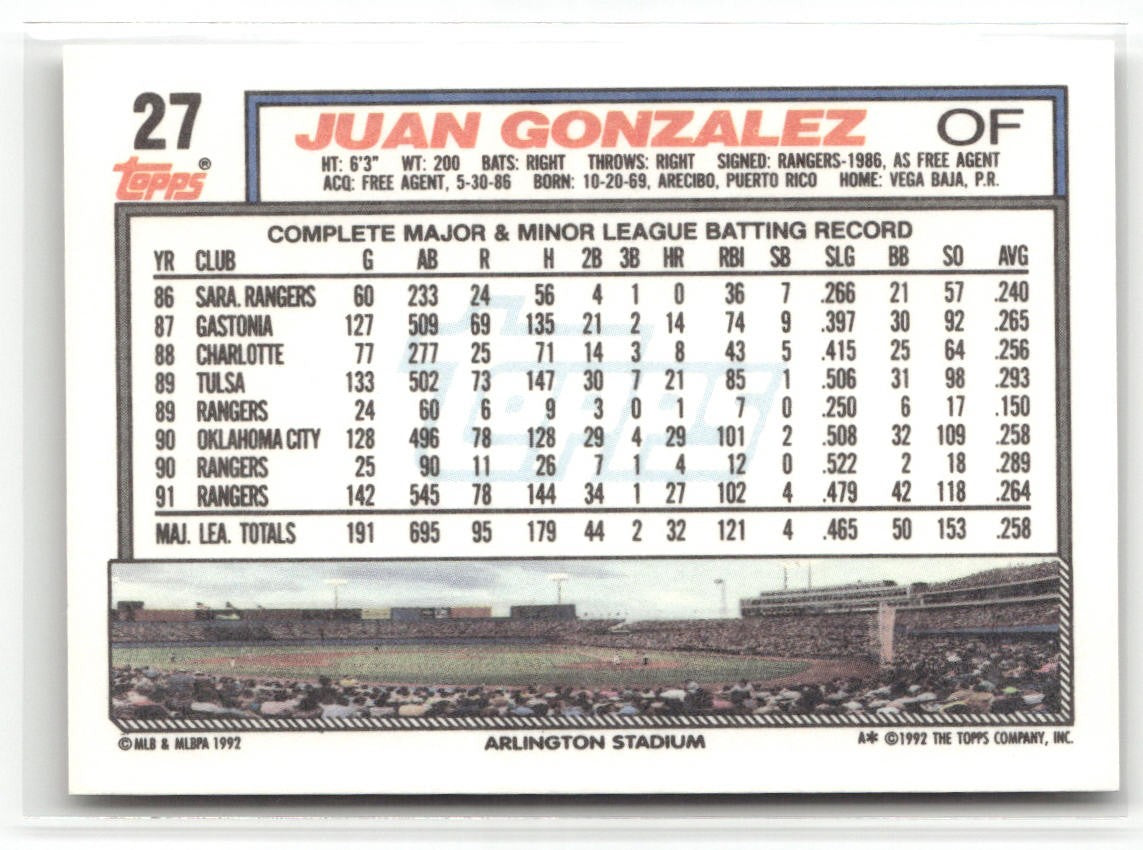 27
JUAN GONZALEZ OF
Topps®
HT: 6'3" WT: 200 BATS: RIGHT THROWS: RIGHT SIGNED: RANGERS-1986, AS FREE AGENT
ACQ: FREE AGENT, 5-30-86 BORN: 10-20-69, ARECIBO, PUERTO RICO HOME: VEGA BAJA, P.R.
COMPLETE MAJOR & MINOR LEAGUE BATTING RECORD
YR CLUB G AB R H 2B 3B HR RBI SB SLG BB SO AVG
86 SARA. RANGERS 60 233 24 56 4 1 0 36 7 .266 21 57 .240
87 GASTONIA 127 509 69 135 21 2 14 74 9 .397 30 92 .265
88 CHARLOTTE 77 277 25 71 14 3 8 43 5 .415 25 64 .256
89 TULSA 133 502 73 147 30 7 21 85 1 .506 31 98 .293
89 RANGERS 24 60 6 9 3 0 1 7 0 .250 6 17 .150
90 OKLAHOMA CITY 128 496 78 128 29 4 29 101 2 .508 32 109 .258
90 RANGERS 25 90 11 26 7 1 4 12 0 .522 2 18 .289
91 RANGERS 142 545 78 144 34 1 27 102 4 .479 42 118 .264
MAJ. LEA. TOTALS 191 695 95 179 44 2 32 121 4 .465 50 153 .258
Topps
© MLB & MLBPA 1992 ARLINGTON STADIUM A* ©1992 THE TOPPS COMPANY, INC.